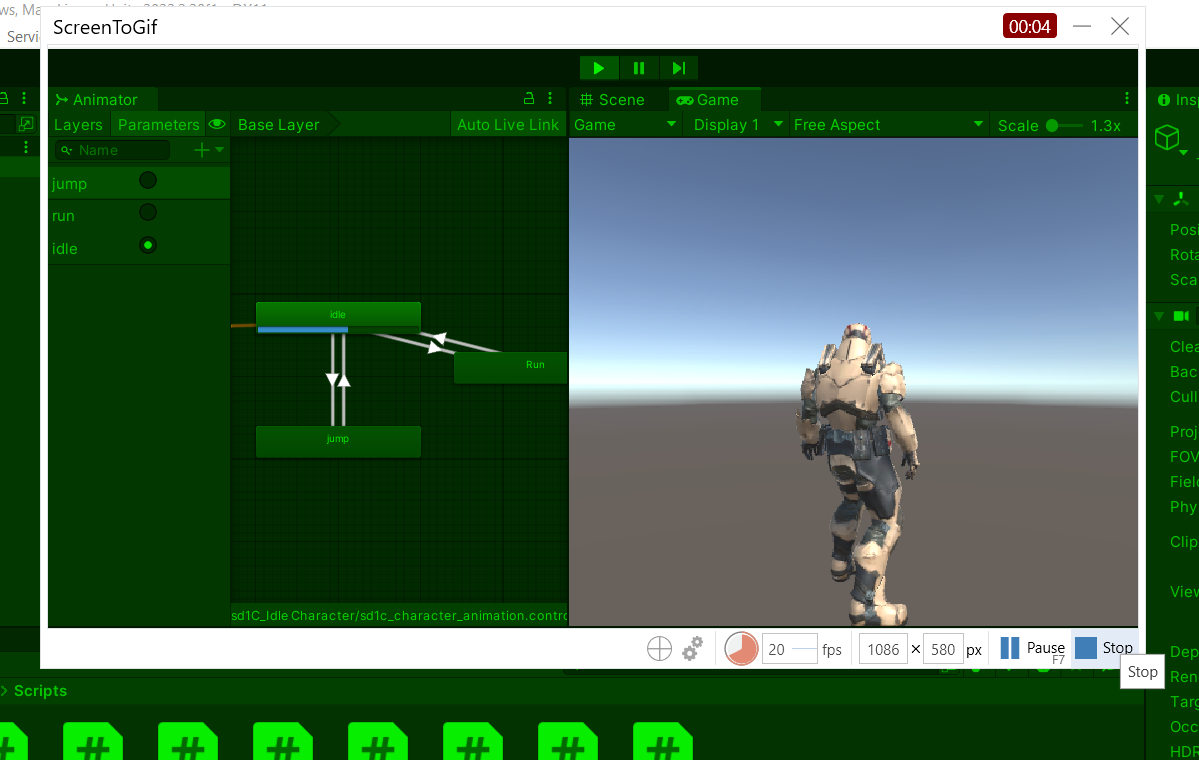 ScreenToGif
00:04
Servi
Animator
Scene
Game
Ins
Layers
Parameters
Base Layer
Auto Live Link
Game
Display 1
Free Aspect
Scale
1.3x
Name
jump
run
idle
Posi
Rota
Sca
idle
Run
jump
Clea
Bac
Cull
Proj
FOV
Field
Phy
Clip
View
sd1C_Idle Character/sd1c_character_animation.contro
20
fps
1086
×
580
px
Pause
F7
Stop
Stop
Dep
Ren
Targ
Occ
HDR
Scripts
#
#
#
#
#
#
#
#